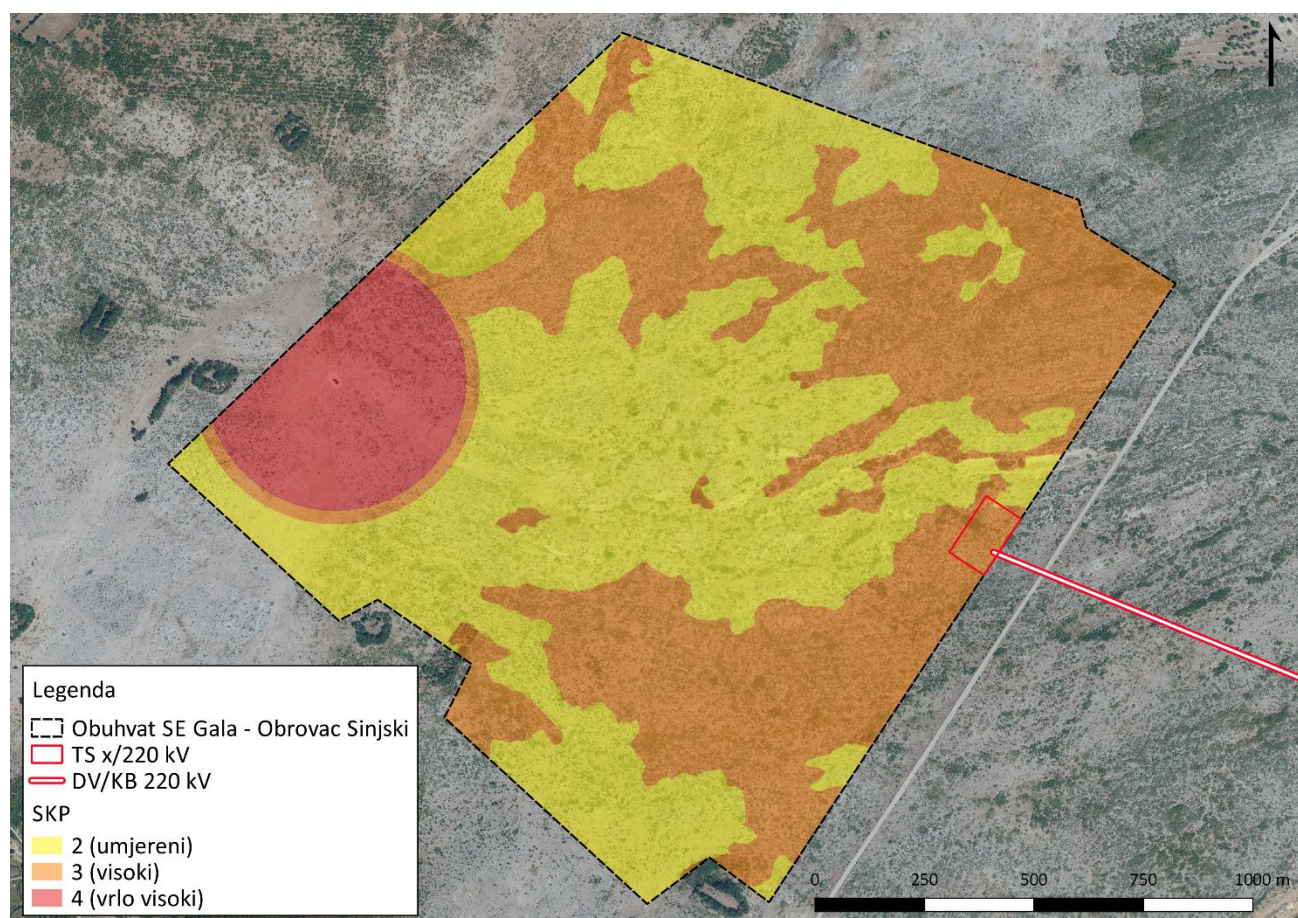 Legenda
Obuhvat SE Gala - Obrovac Sinjski
TS x/220 kV
DV/KB 220 kV
SKP
2 (umjereni)
3 (visoki)
4 (vrlo visoki)
0 250 500 750 1000 m